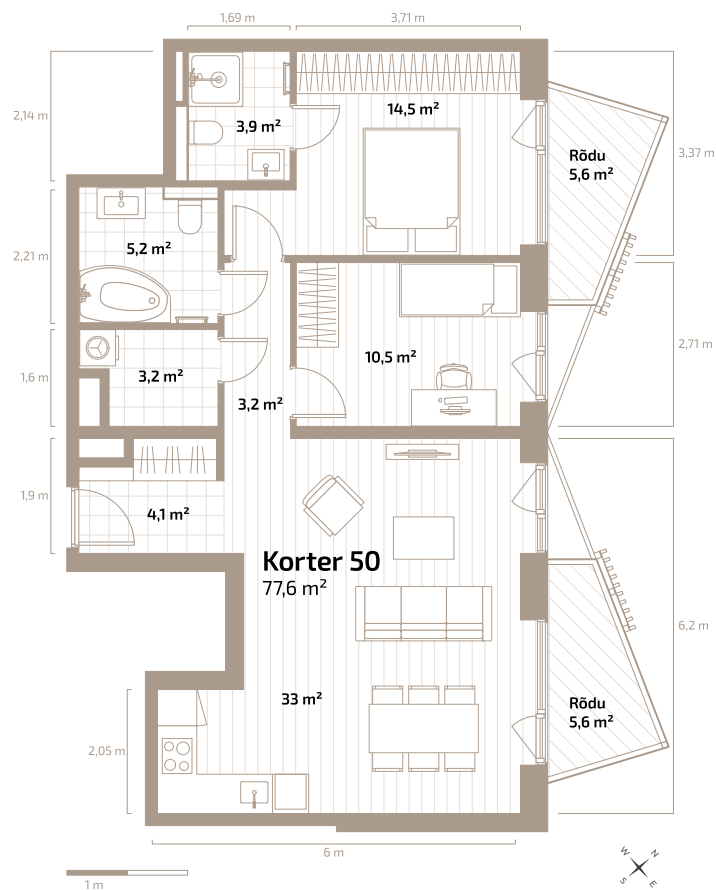 1,69 m
3,71 m
2,14 m
14,5 m²
3,9 m²
Rõdu
5,6 m²
3,37 m
2,21 m
5,2 m²
2,71 m
10,5 m²
1,6 m
3,2 m²
3,2 m²
1,9 m
4,1 m²
Korter 50
77,6 m²
6,2 m
33 m²
Rõdu
5,6 m²
2,05 m
6 m
W
N
S
E
1 m